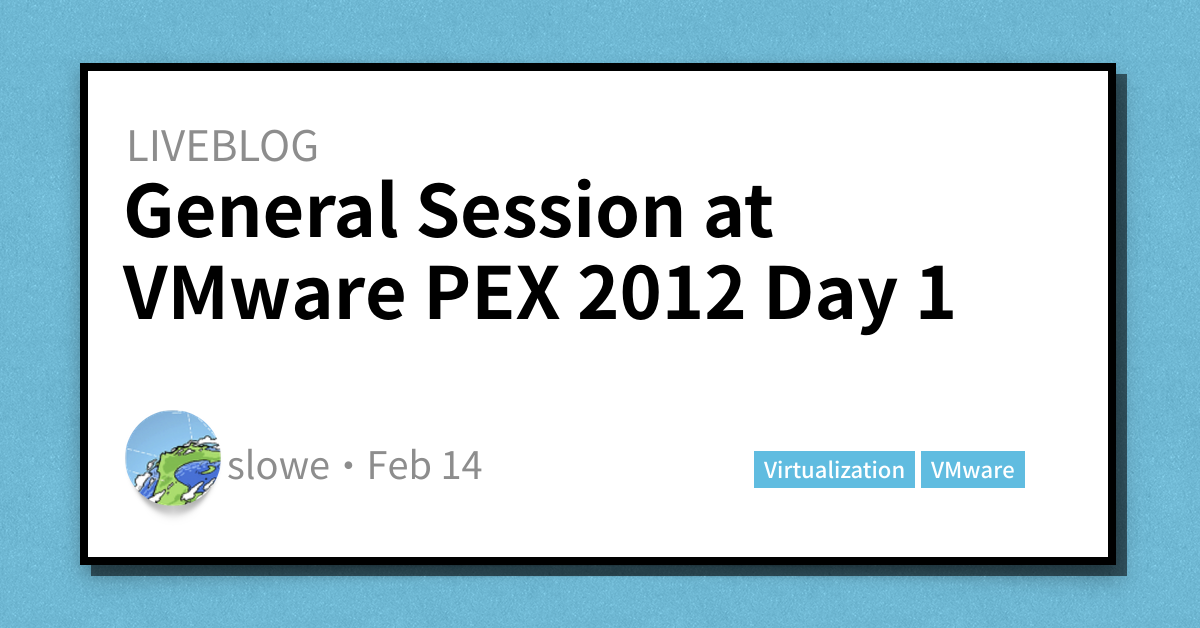 LIVEBLOG
General Session at
VMware PEX 2012 Day 1
slowe • Feb 14
Virtualization VMware